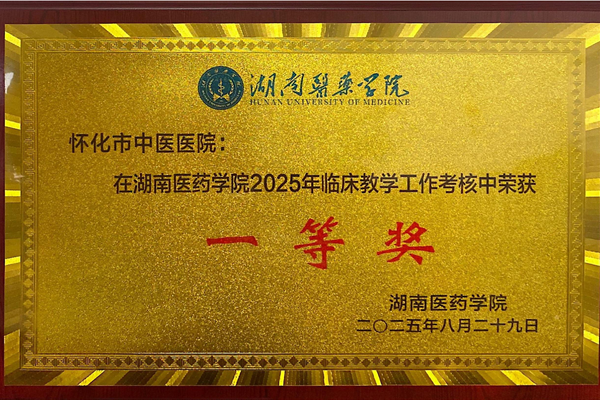 湖南醫藥學院
HUNAN UNIVERSITY OF MEDICINE
怀化市中医医院：
在湖南医药学院2025年临床教学工作考核中荣获
一等奖
湖南医药学院
二〇二五年八月二十九日